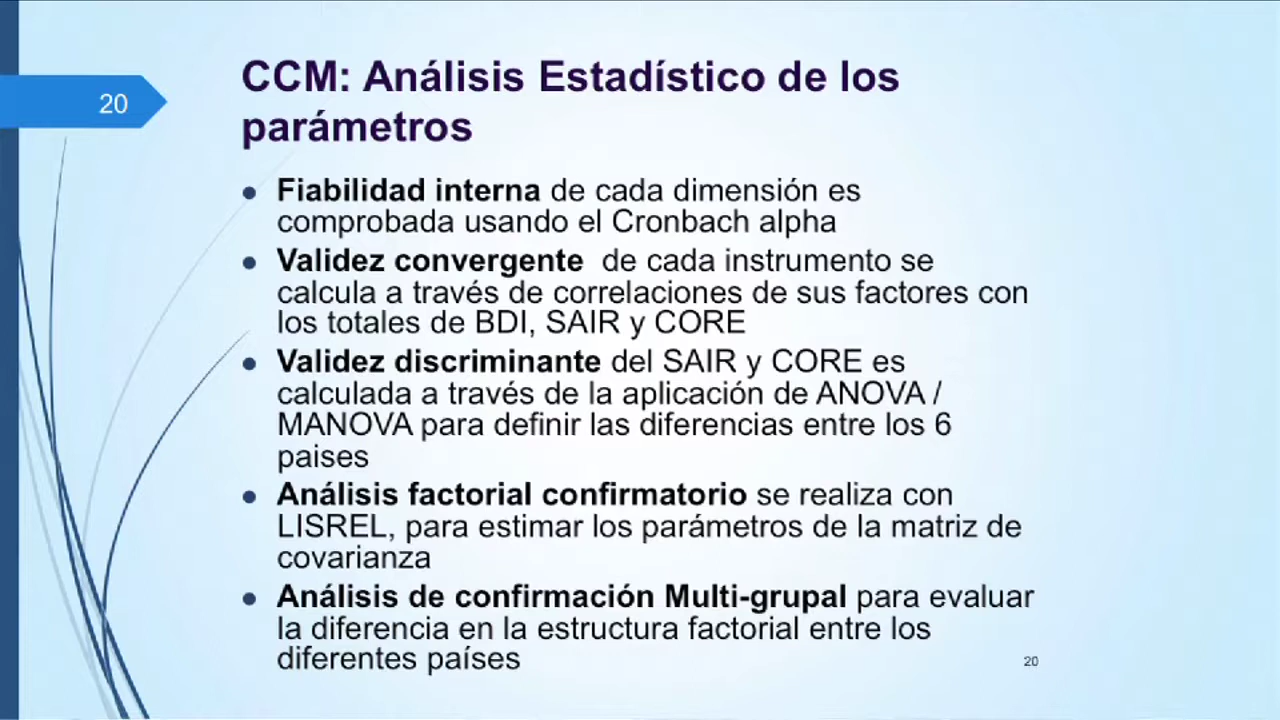 20
CCM: Análisis Estadístico de los
parámetros
● Fiabilidad interna de cada dimensión es
comprobada usando el Cronbach alpha
● Validez convergente de cada instrumento se
calcula a través de correlaciones de sus factores con
los totales de BDI, SAIR y CORE
● Validez discriminante del SAIR y CORE es
calculada a través de la aplicación de ANOVA /
MANOVA para definir las diferencias entre los 6
paises
● Análisis factorial confirmatorio se realiza con
LISREL, para estimar los parámetros de la matriz de
covarianza
● Análisis de confirmación Multi-grupal para evaluar
la diferencia en la estructura factorial entre los
diferentes países
20